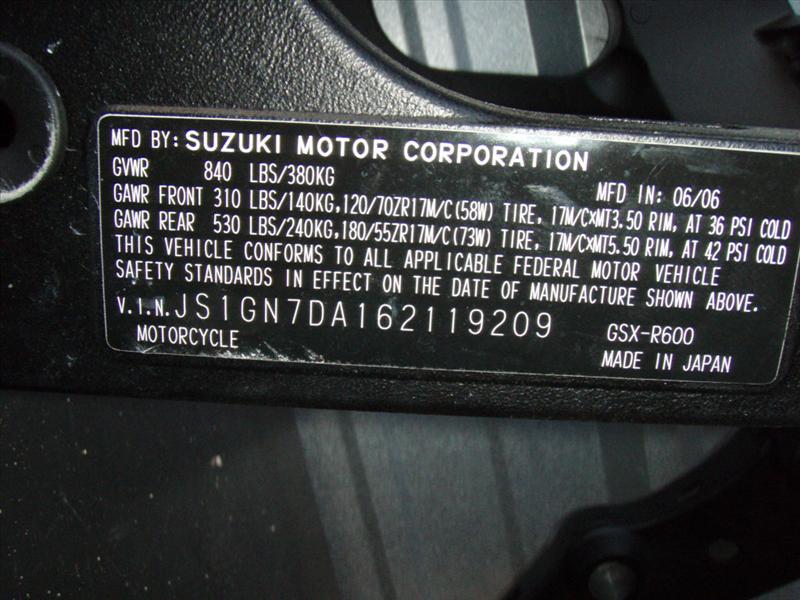 MFD BY: SUZUKI MOTOR CORPORATION
GVWR 840 LBS/380KG MFD IN: 06/06
GAWR FRONT 310 LBS/140KG,120/70ZR17M/C(58W) TIRE, 17M/C×MT3.50 RIM, AT 36 PSI COLD
GAWR REAR 530 LBS/240KG,180/55ZR17M/C(73W) TIRE, 17M/C×MT5.50 RIM, AT 42 PSI COLD
THIS VEHICLE CONFORMS TO ALL APPLICABLE FEDERAL MOTOR VEHICLE
SAFETY STANDARDS IN EFFECT ON THE DATE OF MANUFACTURE SHOWN ABOVE.
V.I.N. JS1GN7DA162119209 GSX-R600
MOTORCYCLE MADE IN JAPAN